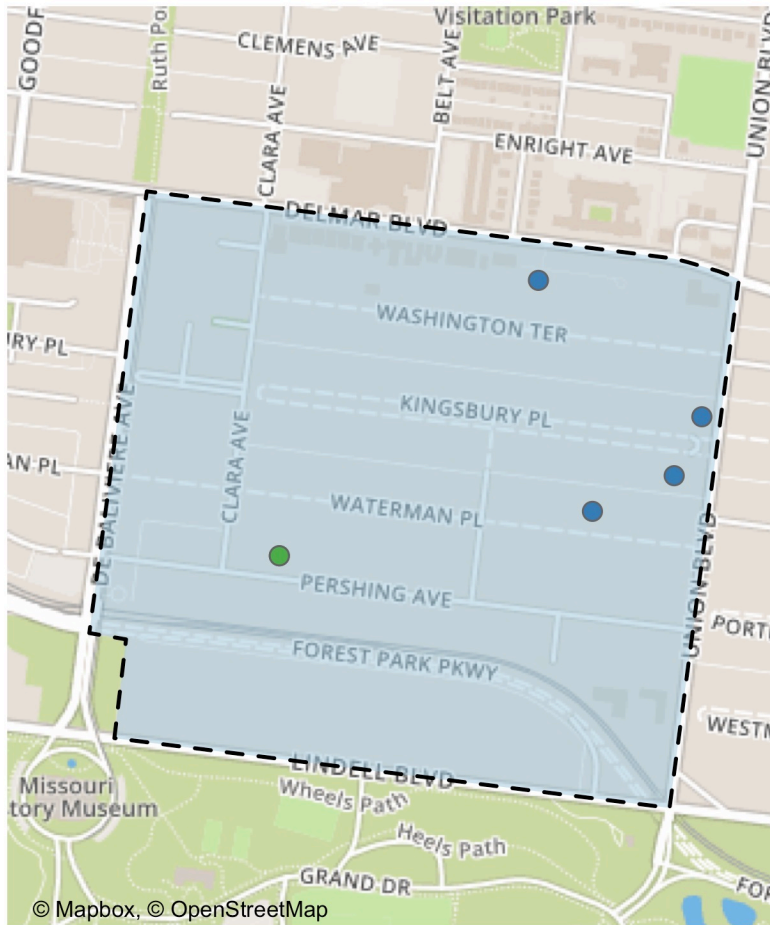 GOODF
Ruth Po
Visitation Park
CLEMENS AVE
BELT AVE
UNION BLVD
CLARA AVE
ENRIGHT AVE
DELMAR BLVD
WASHINGTON TER
URY PL
KINGSBURY PL
DE BALIVIERE AVE
CLARA AVE
AN PL
WATERMAN PL
UNION BLVD
PERSHING AVE
PORT
FOREST PARK PKWY
WESTM
LINDELL BLVD
Missouri
tory Museum
Wheels Path
Heels Path
GRAND DR
FOR
© Mapbox, © OpenStreetMap